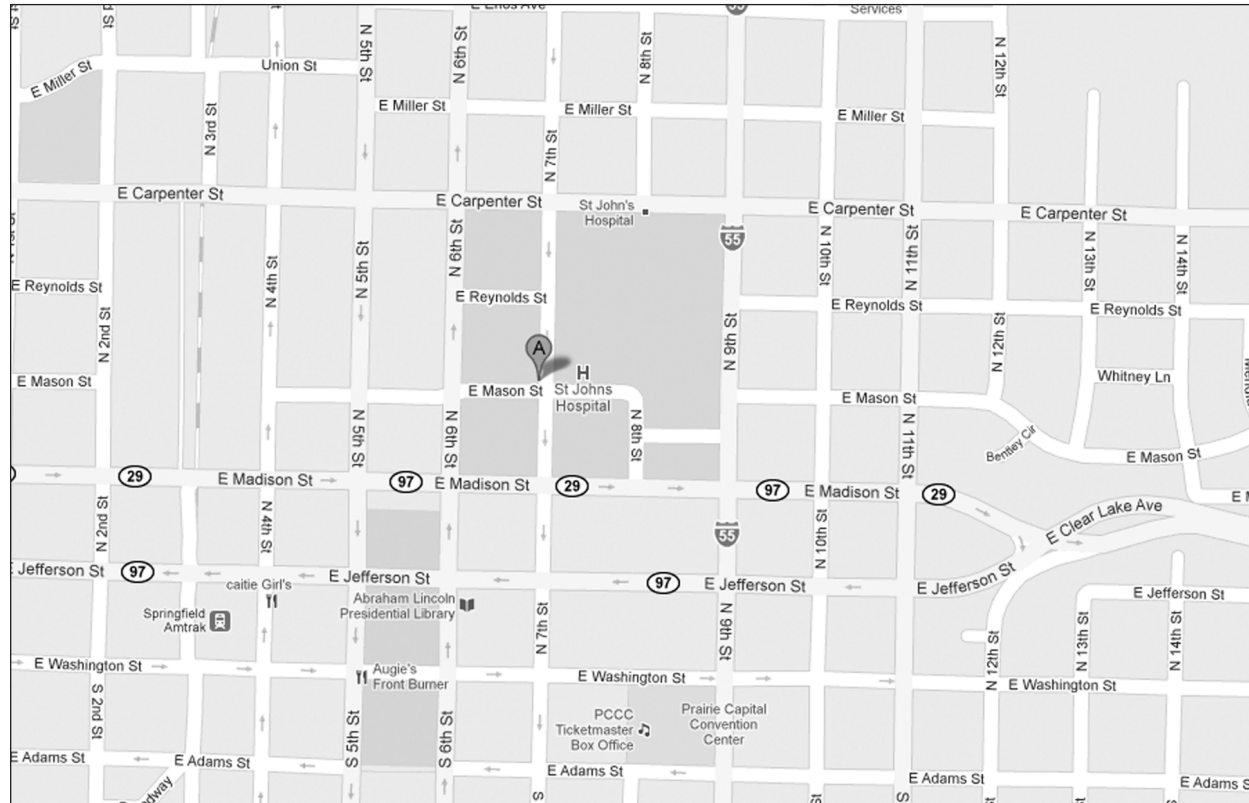 55
E Enos Ave
Services
N 5th St
N 6th St
N 8th St
N 12th St
E Miller St
Union St
E Miller St
E Miller St
E Miller St
N 3rd St
N 7th St
E Carpenter St
E Carpenter St
St John's
Hospital
E Carpenter St
E Carpenter St
55
N 4th St
N 5th St
N 6th St
N 10th St
N 11th St
N 13th St
N 14th St
E Reynolds St
E Reynolds St
E Reynolds St
E Reynolds St
N 2nd St
N 9th St
N 12th St
A
H
E Mason St
E Mason St
St Johns
Hospital
E Mason St
Whitney Ln
N 5th St
N 6th St
N 8th St
N 11th St
Bentley Cir
E Mason St
29
E Madison St
97
E Madison St
29
97
E Madison St
29
N 2nd St
N 4th St
55
N 10th St
E Clear Lake Ave
E Jefferson St
97
E Jefferson St
97
E Jefferson St
E Jefferson St
E Jefferson St
caitie Girl's
Abraham Lincoln
Presidential Library
Springfield
Amtrak
N 7th St
N 9th St
N 12th St
N 13th St
N 14th St
E Washington St
Augie's
Front Burner
E Washington St
E Washington St
S 2nd St
S 5th St
S 6th St
PCCC
Ticketmaster
Box Office
Prairie Capital
Convention
Center
E Adams St
E Adams St
E Adams St
E Adams St
E Adams St